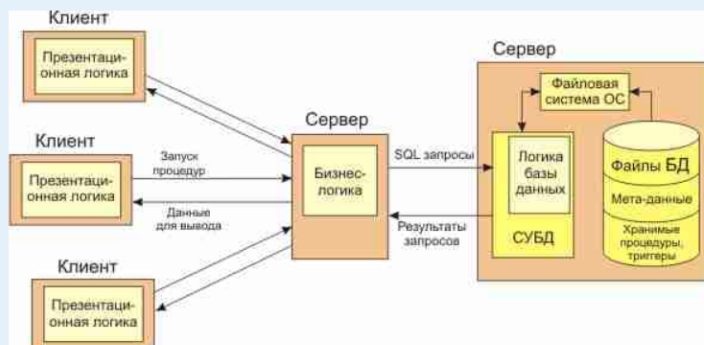 Клиент
Презентаци-
онная логика
Клиент
Презентаци-
онная логика
Клиент
Презентаци-
онная логика
Запуск
процедур
Данные
для вывода
Сервер
Бизнес-
логика
SQL запросы
Результаты
запросов
Сервер
Файловая
система ОС
Логика
базы
данных
СУБД
Файлы БД
Мета-данные
Хранимые
процедуры,
триггеры